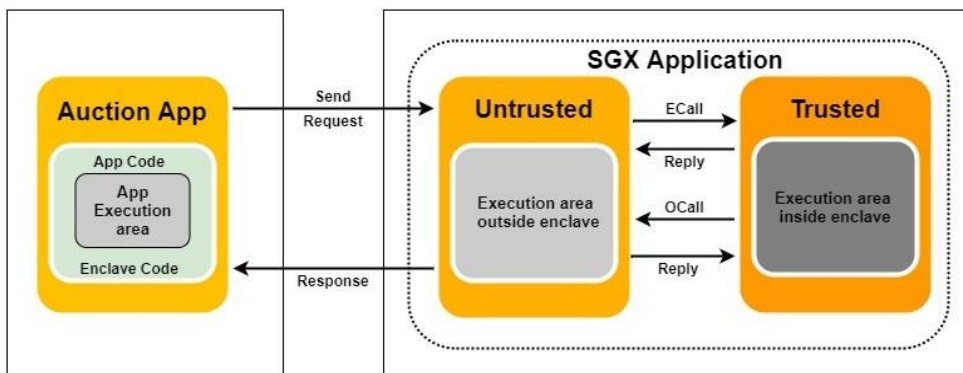 Auction App
App Code
App
Execution
area
Enclave Code
Send
Request
Response
SGX Application
Untrusted
Execution area
outside enclave
ECall
Reply
OCall
Reply
Trusted
Execution area
inside enclave